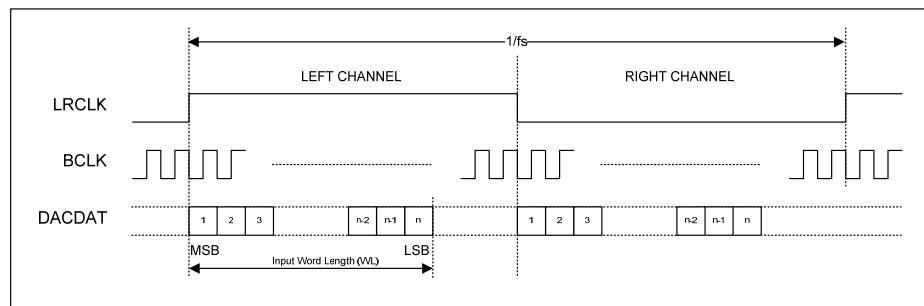 1/fs
LEFT CHANNEL RIGHT CHANNEL
LRCLK
BCLK
DACDAT
1 2 3 n-2 n-1 n 1 2 3 n-2 n-1 n
MSB LSB
Input Word Length (WL)